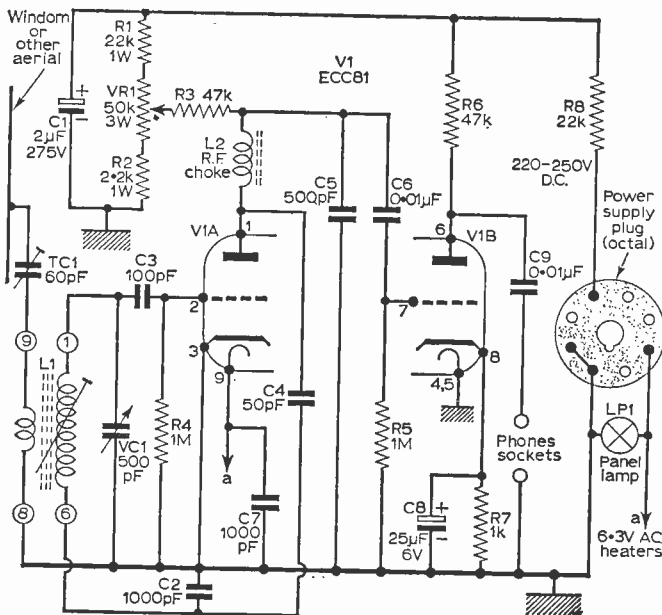 Windom
or
other
aerial
R1
22k
1W
VR1
50k
3W
R2
2·2k
1W
C1
2µF
275V
+
−
R3 47k
L2
R.F.
choke
V1
ECC81
R6
47k
R8
22k
220-250V
D.C.
Power
supply
plug
(octal)
C5
500pF
C6
0·01µF
C9
0·01µF
V1A
1
2
3
9
6
V1B
7
8
4,5
TC1
60pF
C3
100pF
9
1
L1
8
6
VC1
500
pF
R4
1M
C4
50pF
a
C7
1000
pF
C2
1000pF
R5
1M
C8
25µF
6V
+
−
R7
1k
Phones
sockets
LP1
Panel
lamp
a
6·3V AC
heaters